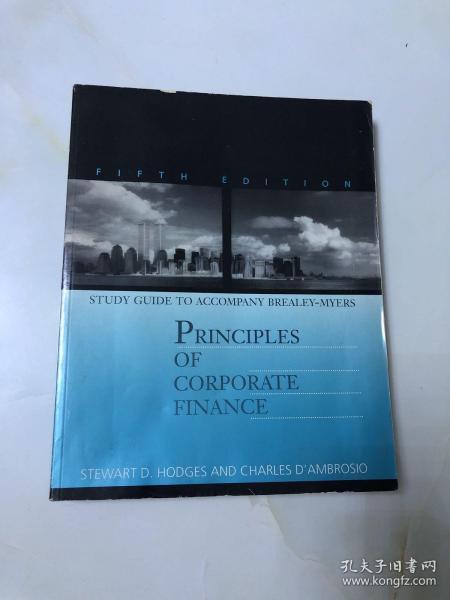 FIFTH EDITION
STUDY GUIDE TO ACCOMPANY BREALEY-MYERS
PRINCIPLES
OF
CORPORATE
FINANCE
STEWART D. HODGES AND CHARLES D'AMBROSIO
孔夫子旧书网
www.kongfz.com